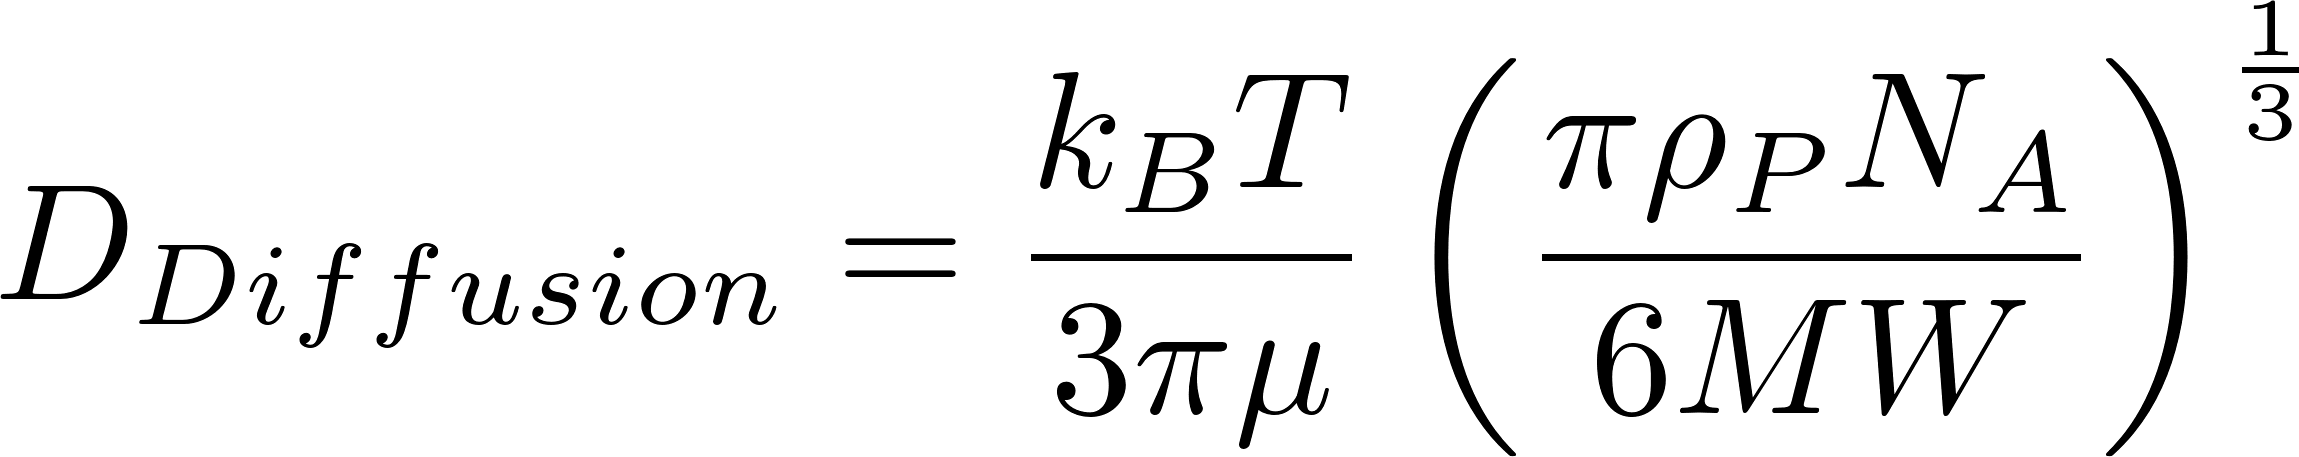 D_{Diffusion} = \frac{k_B T}{3\pi\mu} \left( \frac{\pi \rho_P N_A}{6MW} \right)^{\frac{1}{3}}